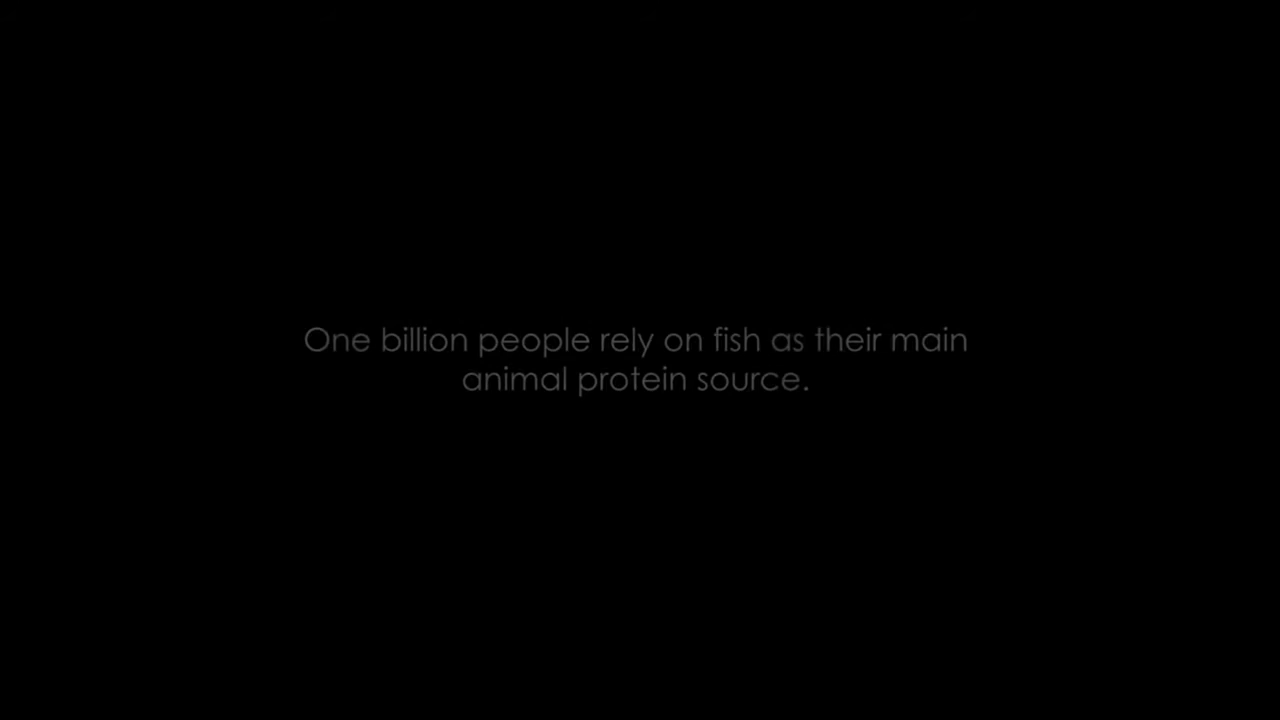 One billion people rely on fish as their main
animal protein source.